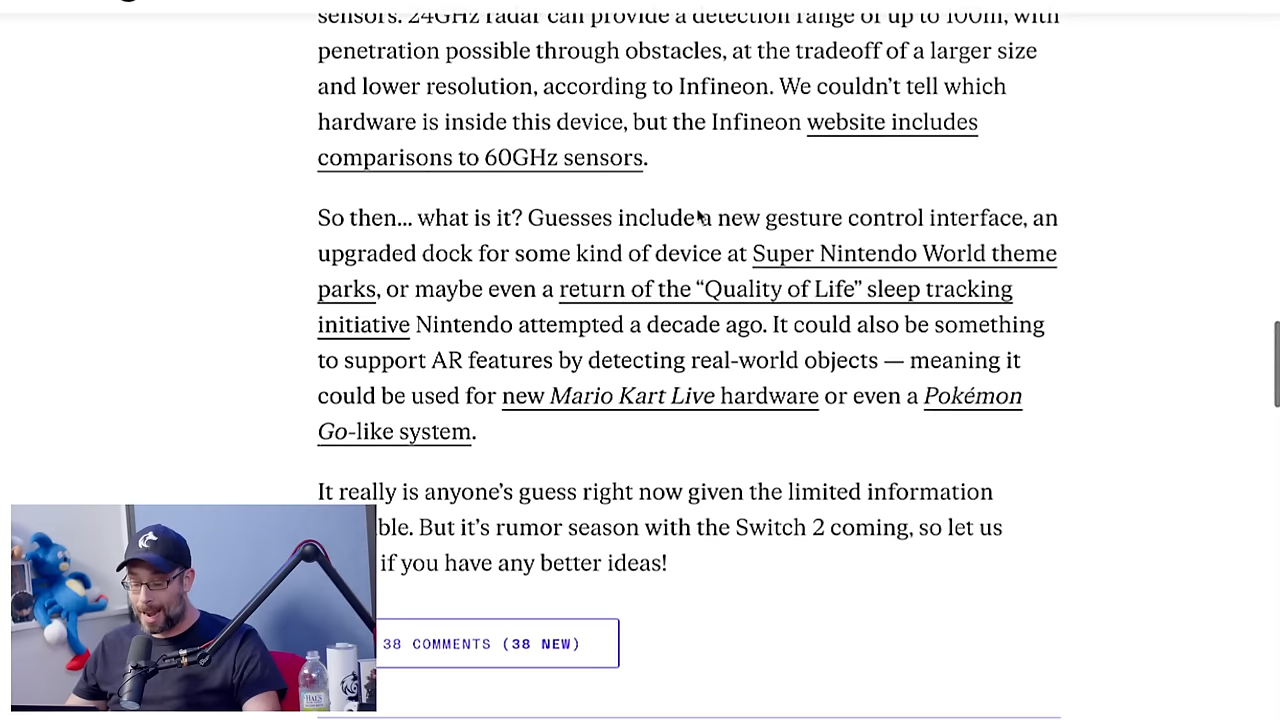 sensors. 24GHz radar can provide a detection range of up to 100m, with
penetration possible through obstacles, at the tradeoff of a larger size
and lower resolution, according to Infineon. We couldn’t tell which
hardware is inside this device, but the Infineon website includes
comparisons to 60GHz sensors.
So then... what is it? Guesses include a new gesture control interface, an
upgraded dock for some kind of device at Super Nintendo World theme
parks, or maybe even a return of the “Quality of Life” sleep tracking
initiative Nintendo attempted a decade ago. It could also be something
to support AR features by detecting real-world objects — meaning it
could be used for new Mario Kart Live hardware or even a Pokémon
Go-like system.
It really is anyone’s guess right now given the limited information
ble. But it’s rumor season with the Switch 2 coming, so let us
if you have any better ideas!
38 COMMENTS (38 NEW)